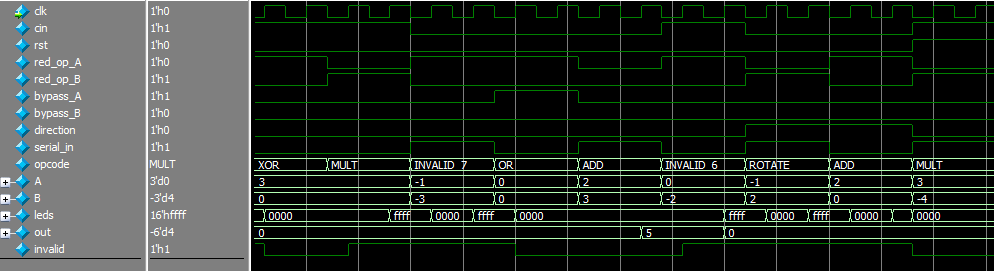 clk 1'h0
cin 1'h1
rst 1'h0
red_op_A 1'h0
red_op_B 1'h1
bypass_A 1'h1
bypass_B 1'h0
direction 1'h0
serial_in 1'h1
opcode MULT XOR MULT INVALID_7 OR ADD INVALID_6 ROTATE ADD MULT
A 3'd0 3 -1 0 2 0 -1 2 3
B -3'd4 0 -3 0 3 -2 2 0 -4
leds 16'hffff 0000 ffff 0000 ffff 0000 ffff 0000 ffff 0000 0000
out -6'd4 0 5 0
invalid 1'h1